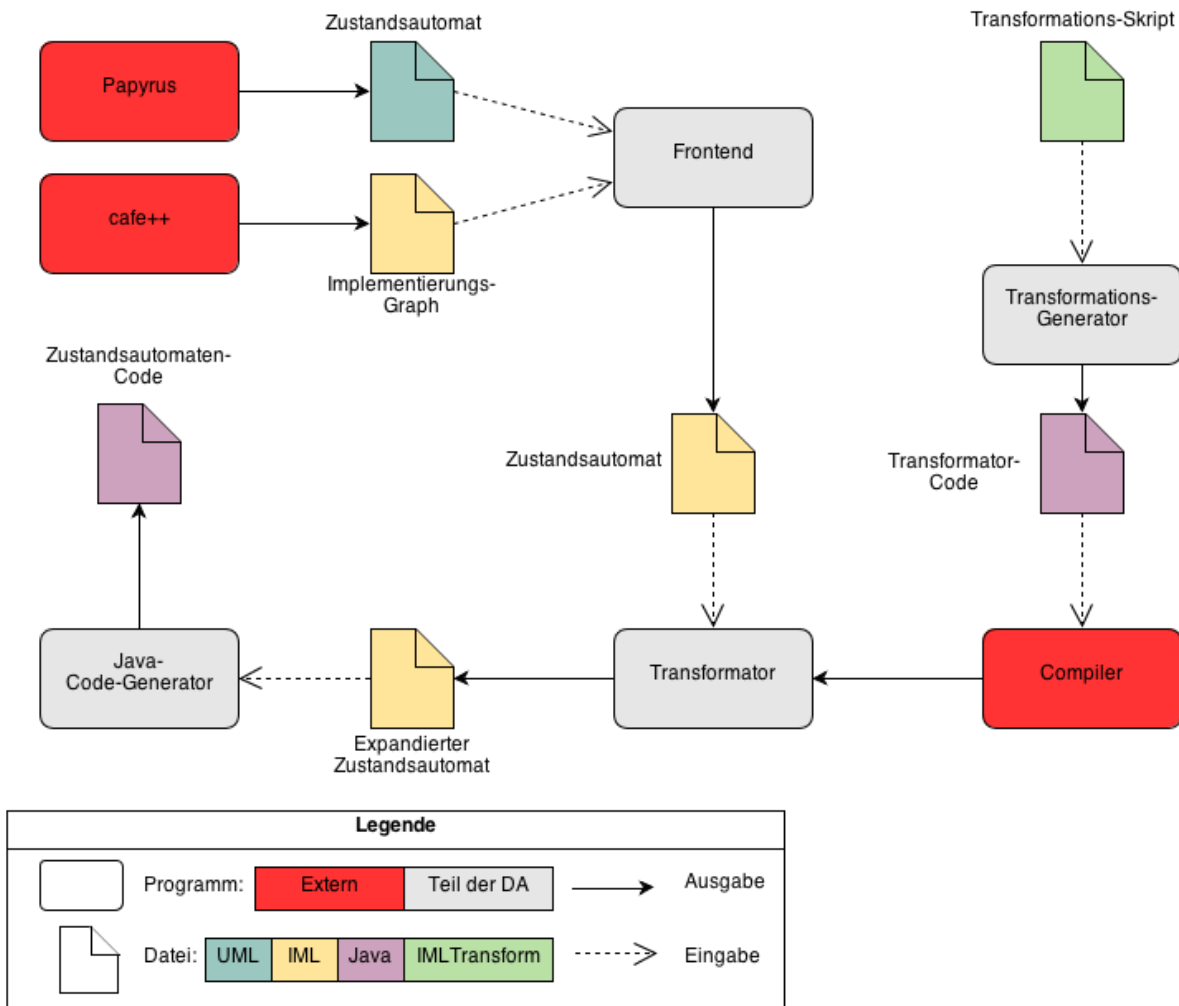 Zustandsautomat
Transformations-Skript
Papyrus
Frontend
cafe++
Implementierungs-
Graph
Transformations-
Generator
Zustandsautomaten-
Code
Zustandsautomat
Transformator-
Code
Java-
Code-Generator
Transformator
Compiler
Expandierter
Zustandsautomat
Legende
Programm:
Extern
Teil der DA
Ausgabe
Datei:
UML
IML
Java
IMLTransform
Eingabe